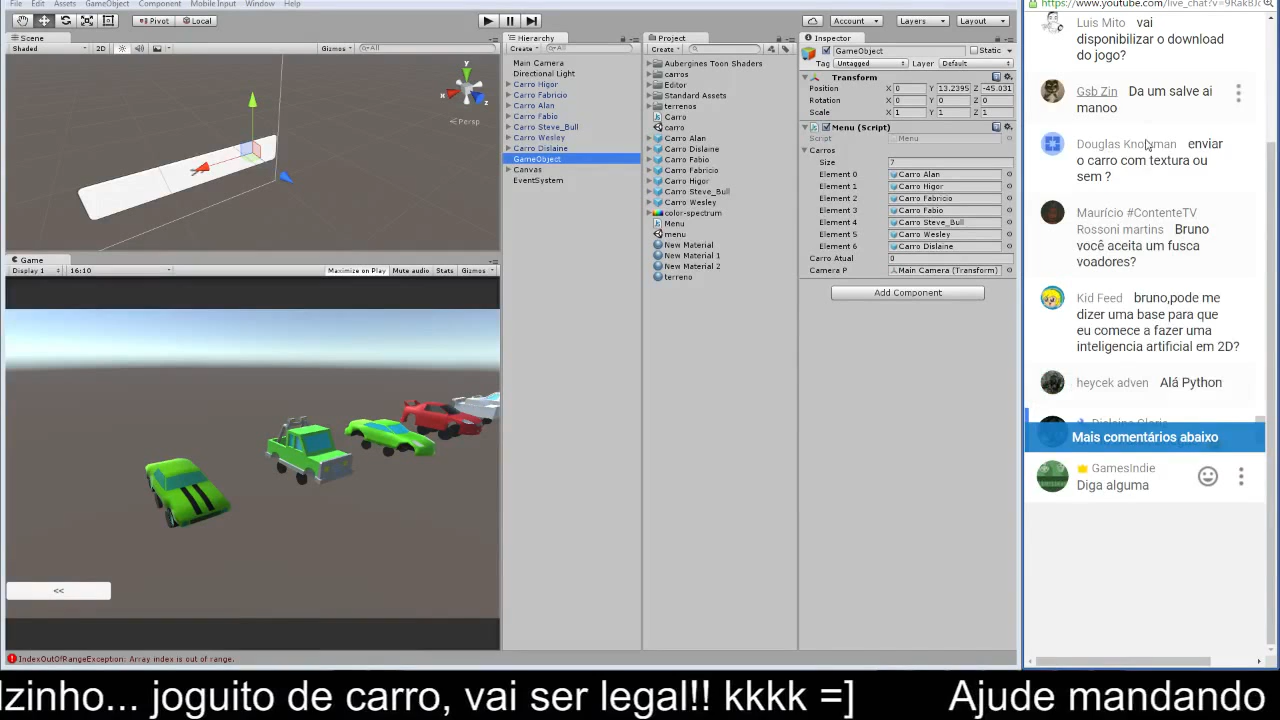 File Edit Assets GameObject Component Mobile Input Window Help
https://www.youtube.com/live_chat?v=9RakBJ
Pivot Local
Account Layers Layout
Scene
Shaded 2D Gizmos All
y
x z
Persp
Game
Display 1 16:10 Maximize on Play Mute audio Stats Gizmos
<<
IndexOutOfRangeException: Array index is out of range.
Hierarchy
Create All
Main Camera
Directional Light
Carro Higor
Carro Fabricio
Carro Alan
Carro Fabio
Carro Steve_Bull
Carro Wesley
Carro Dislaine
GameObject
Canvas
EventSystem
Project
Create
Aubergines Toon Shaders
carros
Editor
Standard Assets
terrenos
Carro
carro
Carro Alan
Carro Dislaine
Carro Fabio
Carro Fabricio
Carro Higor
Carro Steve_Bull
Carro Wesley
color-spectrum
Menu
menu
New Material
New Material 1
New Material 2
terreno
Inspector
GameObject Static
Tag Untagged Layer Default
Transform
Position X 0 Y 13.2395 Z -45.031
Rotation X 0 Y 0 Z 0
Scale X 1 Y 1 Z 1
Menu (Script)
Script Menu
Carros
Size 7
Element 0 Carro Alan
Element 1 Carro Higor
Element 2 Carro Fabricio
Element 3 Carro Fabio
Element 4 Carro Steve_Bull
Element 5 Carro Wesley
Element 6 Carro Dislaine
Carro Atual 0
Camera P Main Camera (Transform)
Add Component
Luis Mito vai
disponibilizar o download
do jogo?
Gsb Zin Da um salve ai
manoo
Douglas Knochman enviar
o carro com textura ou
sem ?
Maurício #ContenteTV
Rossoni martins Bruno
você aceita um fusca
voadores?
Kid Feed bruno,pode me
dizer uma base para que
eu comece a fazer uma
inteligencia artificial em 2D?
heycek adven Alá Python
Mais comentários abaixo
GamesIndie
Diga alguma
lzinho... joguito de carro, vai ser legal!! kkkk =] Ajude mandando